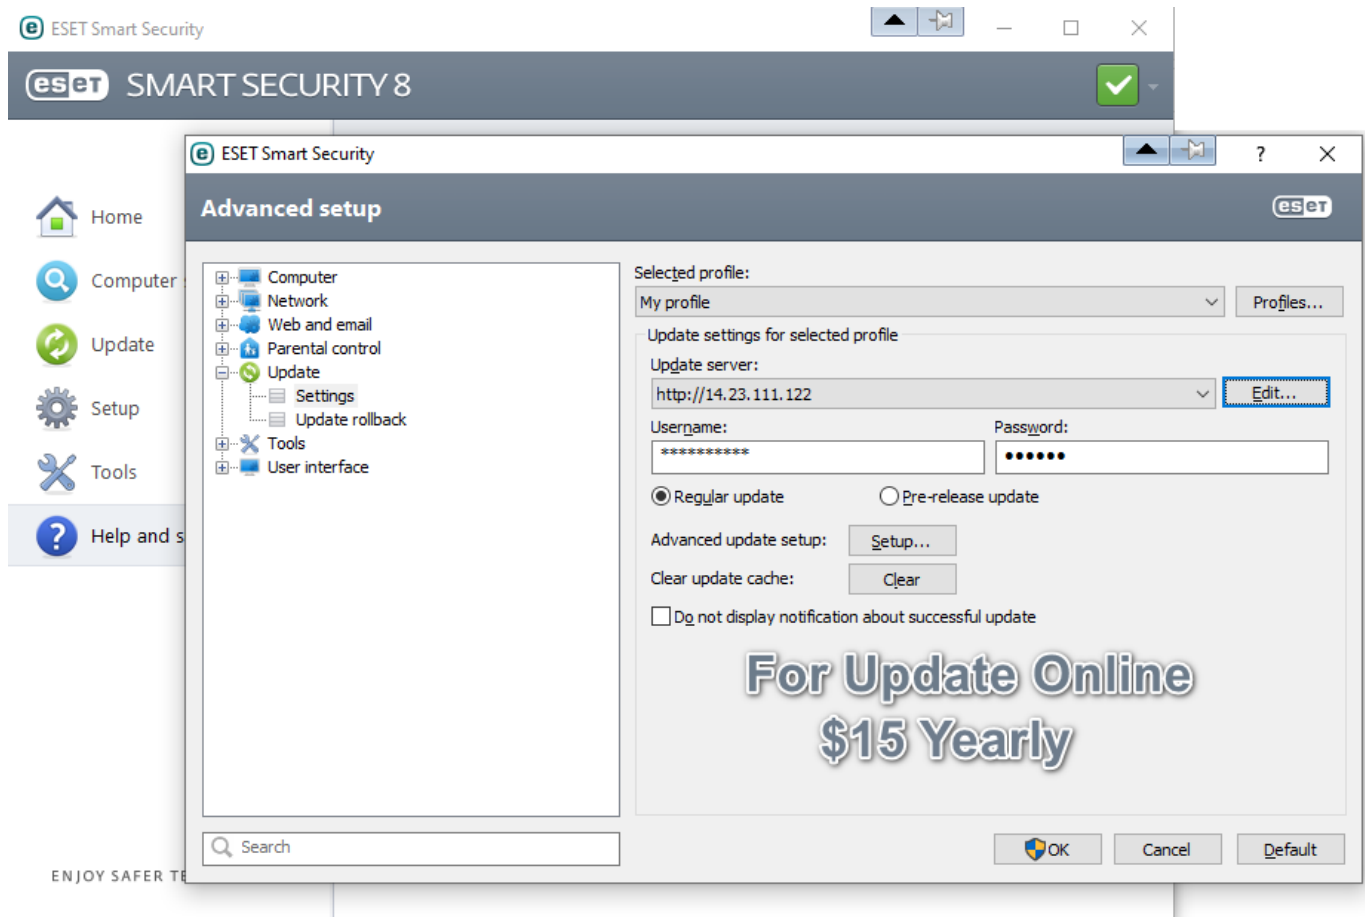 ESET Smart Security
eset SMART SECURITY 8
ESET Smart Security
?
Advanced setup
eset
Home
Computer
Update
Setup
Tools
Help and s
ENJOY SAFER TE
Computer
Network
Web and email
Parental control
Update
Settings
Update rollback
Tools
User interface
Search
Selected profile:
My profile
Profiles...
Update settings for selected profile
Update server:
http://14.23.111.122
Edit...
Username:
Password:
**********
••••••
Regular update
Pre-release update
Advanced update setup:
Setup...
Clear update cache:
Clear
Do not display notification about successful update
For Update Online
$15 Yearly
OK
Cancel
Default